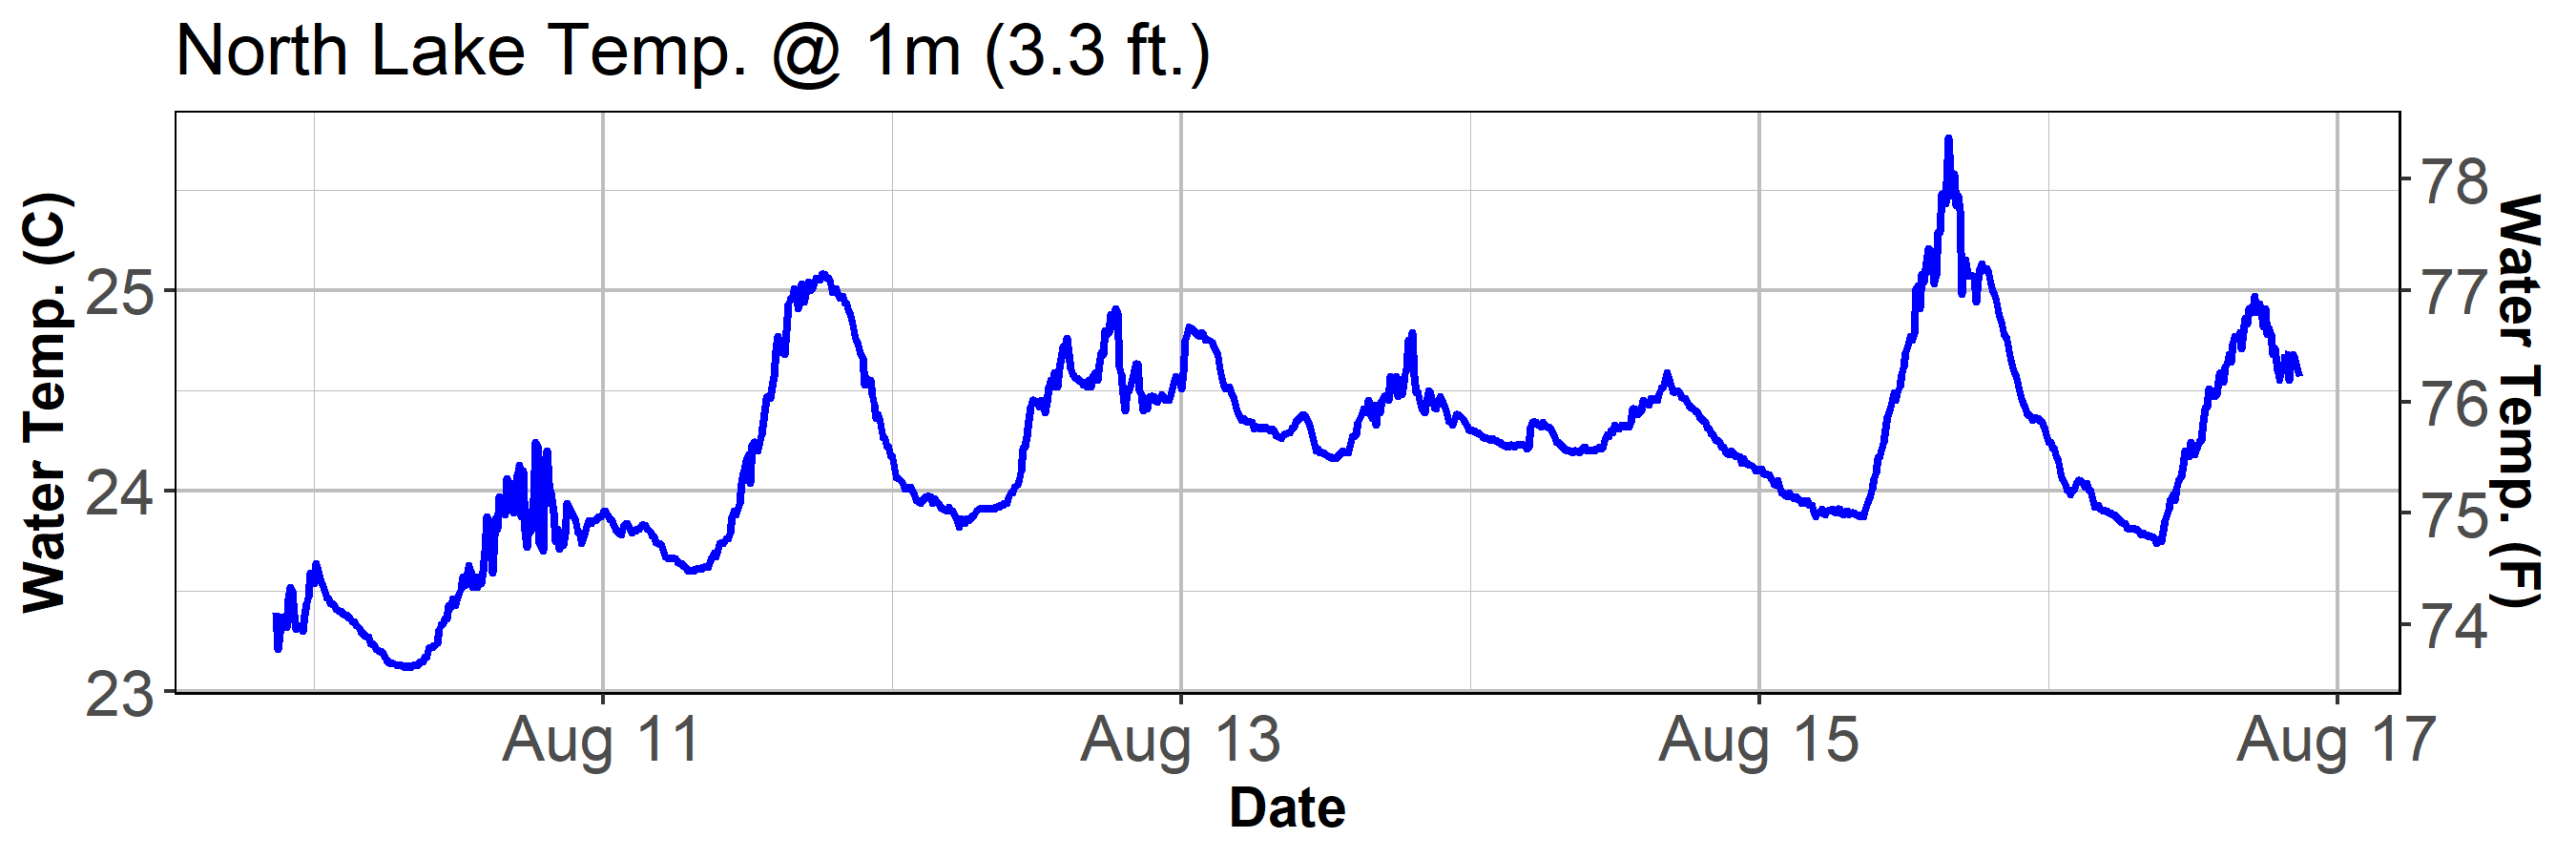 North Lake Temp. @ 1m (3.3 ft.)
Water Temp. (C)
25
24
23
78
77
76
75
74
Water Temp. (F)
Aug 11
Aug 13
Aug 15
Aug 17
Date